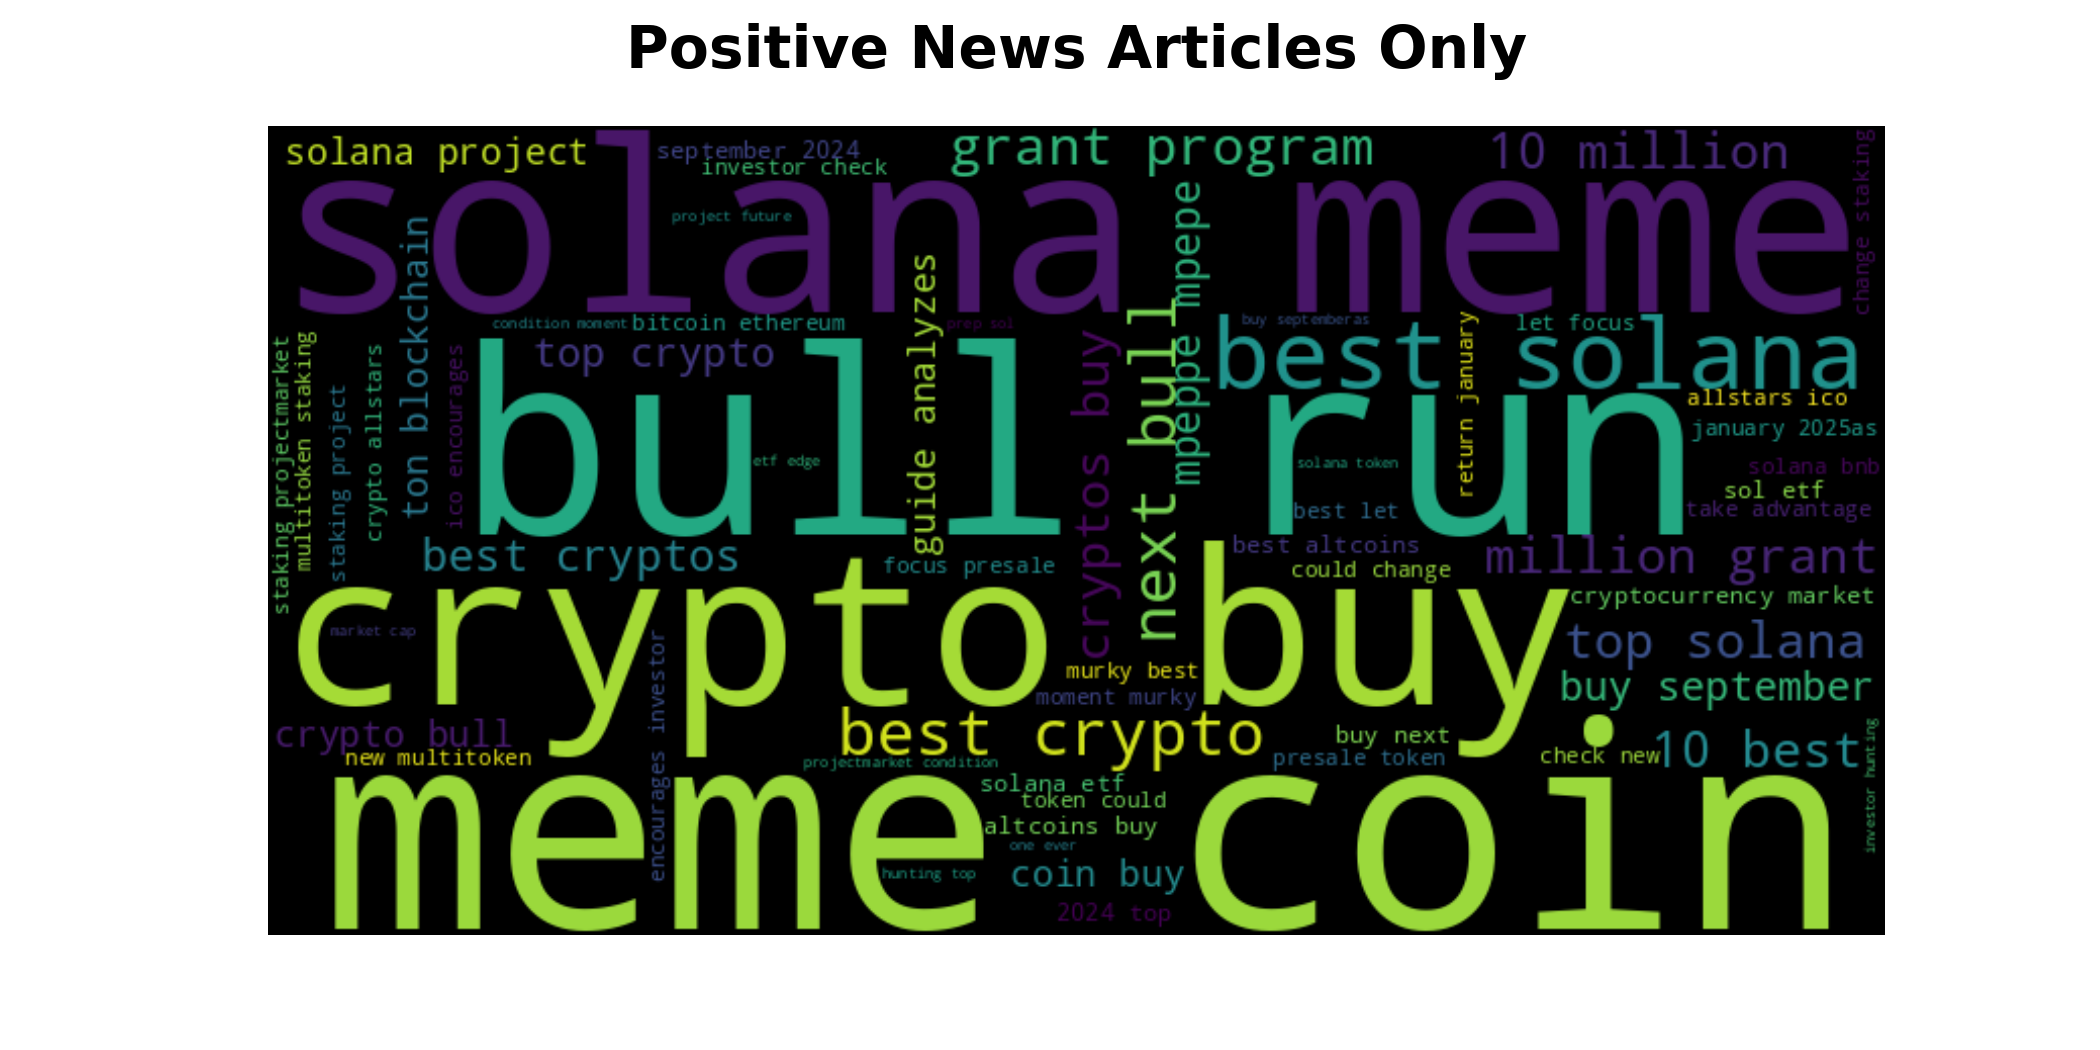 Positive News Articles Only
solana project
september 2024
investor check
grant program
10 million
solana meme
project future
change staking
ton blockchain
guide analyzes
mpepe mpepe
condition moment
bitcoin ethereum
prep sol
buy septemberas
let focus
top crypto
best solana
bull run
next bull
cryptos buy
return january
allstars ico
january 2025as
staking projectmarket
multitoken staking
staking project
crypto allstars
ico encourages
etf edge
solana token
solana bnb
sol etf
best let
take advantage
best cryptos
focus presale
best altcoins
could change
million grant
cryptocurrency market
crypto buy
market cap
top solana
murky best
moment murky
buy september
encourages investor
crypto bull
best crypto
buy next
10 best
new multitoken
projectmarket condition
presale token
check new
investor hunting
solana etf
token could
altcoins buy
meme coin
one ever
hunting top
coin buy
2024 top